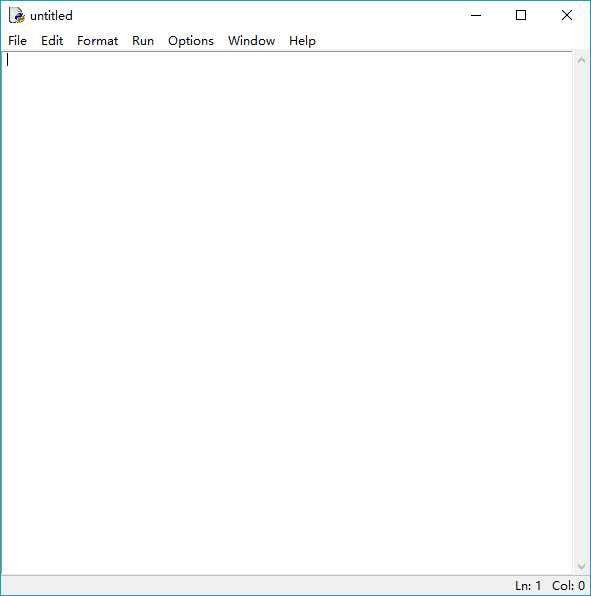 untitled
File Edit Format Run Options Window Help
Ln: 1 Col: 0